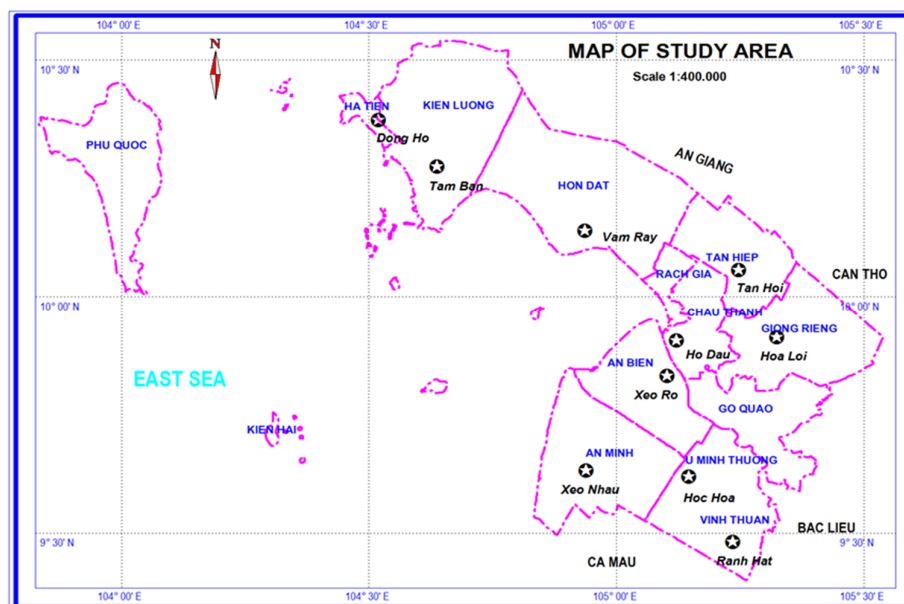 104° 00' E
104° 30' E
105° 00' E
105° 30' E
N
MAP OF STUDY AREA
Scale 1:400.000
10° 30' N
10° 30' N
HA TIEN
KIEN LUONG
Dong Ho
PHU QUOC
AN GIANG
Tam Ban
HON DAT
Vam Ray
TAN HIEP
RACH GIA
CAN THO
Tan Hoi
10° 00' N
10° 00' N
CHAU THANH
GIONG RIENG
Ho Dau
Hoa Loi
AN BIEN
EAST SEA
Xeo Ro
GO QUAO
KIEN HAI
AN MINH
U MINH THUONG
Xeo Nhau
Hoc Hoa
VINH THUAN
BAC LIEU
9° 30' N
9° 30' N
CA MAU
Ranh Hat
104° 00' E
104° 30' E
105° 00' E
105° 30' E